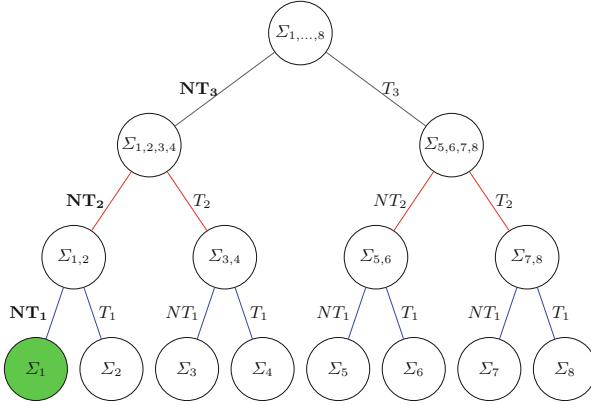 Σ1,...,8
NT3 T3
Σ1,2,3,4 Σ5,6,7,8
NT2 T2 NT2 T2
Σ1,2 Σ3,4 Σ5,6 Σ7,8
NT1 T1 NT1 T1 NT1 T1 NT1 T1
Σ1 Σ2 Σ3 Σ4 Σ5 Σ6 Σ7 Σ8